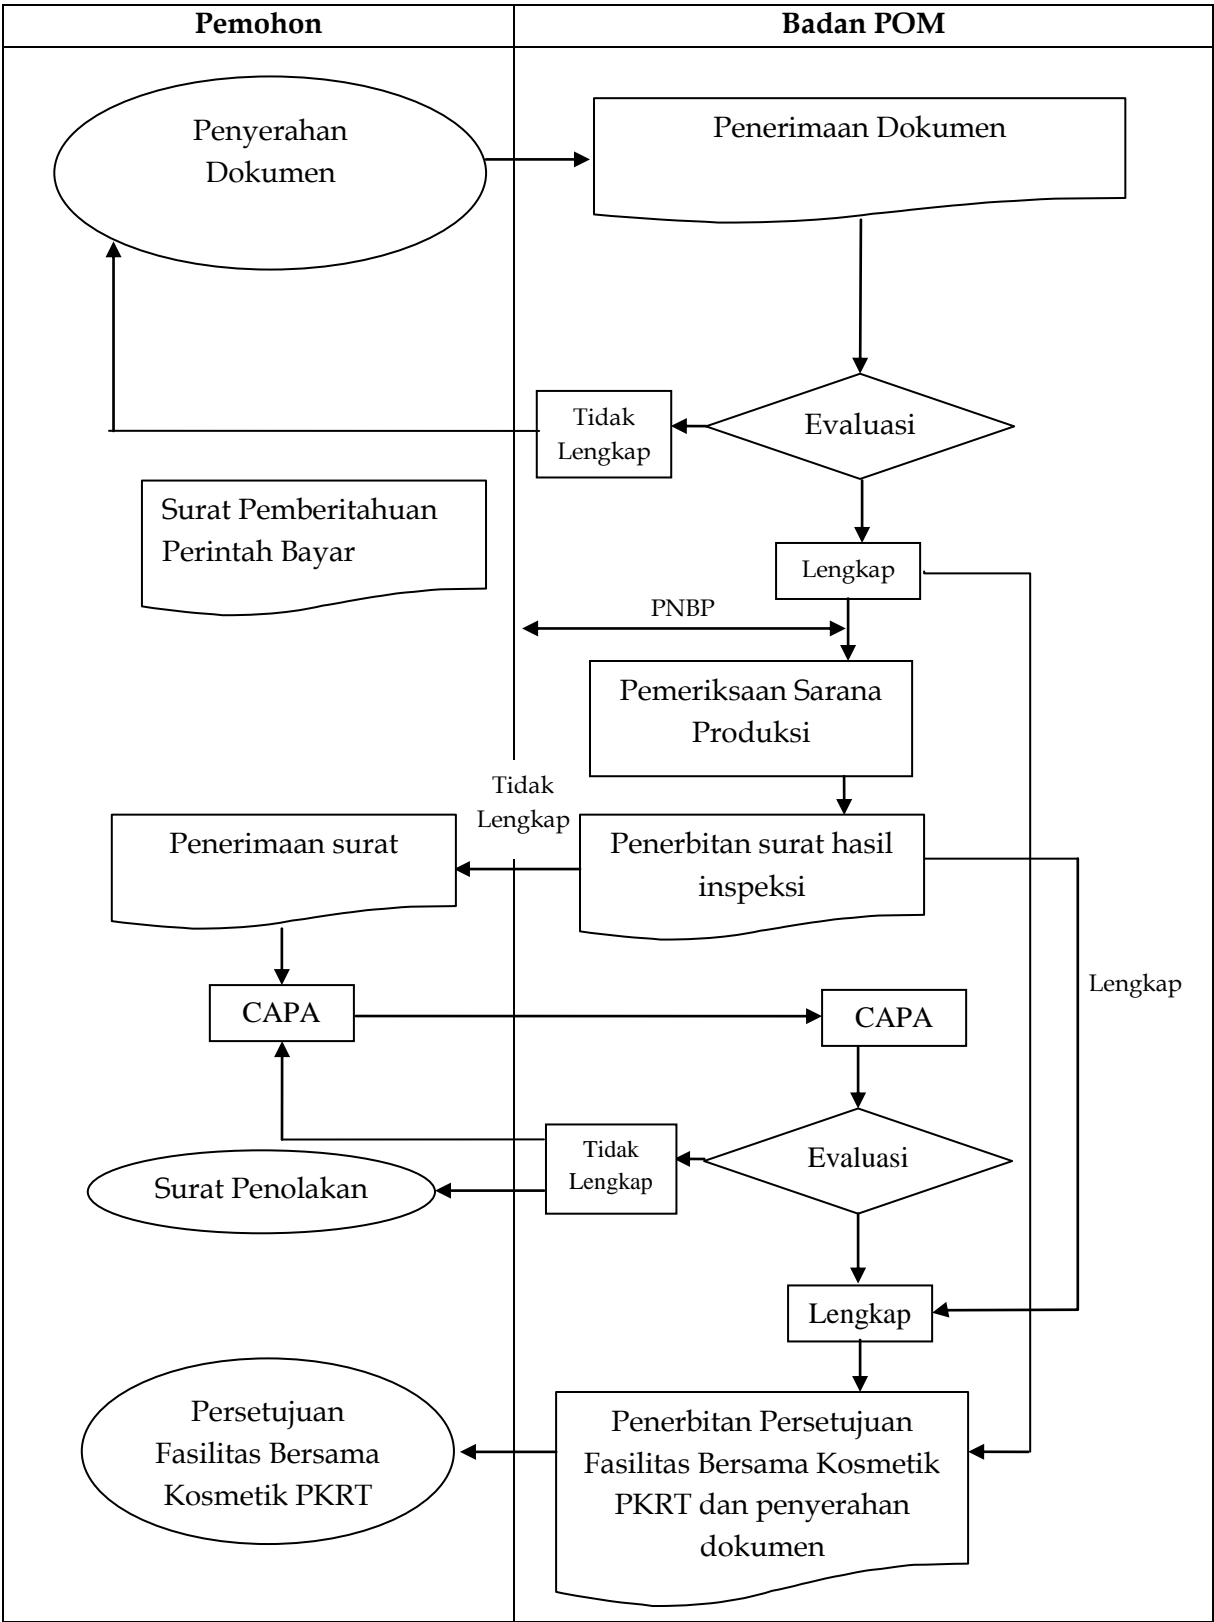 Pemohon
Badan POM
Penyerahan
Dokumen
Penerimaan Dokumen
Evaluasi
Tidak
Lengkap
Surat Pemberitahuan
Perintah Bayar
Lengkap
PNBP
Pemeriksaan Sarana
Produksi
Tidak
Lengkap
Penerimaan surat
Penerbitan surat hasil
inspeksi
Lengkap
CAPA
CAPA
Evaluasi
Tidak
Lengkap
Surat Penolakan
Lengkap
Persetujuan
Fasilitas Bersama
Kosmetik PKRT
Penerbitan Persetujuan
Fasilitas Bersama Kosmetik
PKRT dan penyerahan
dokumen